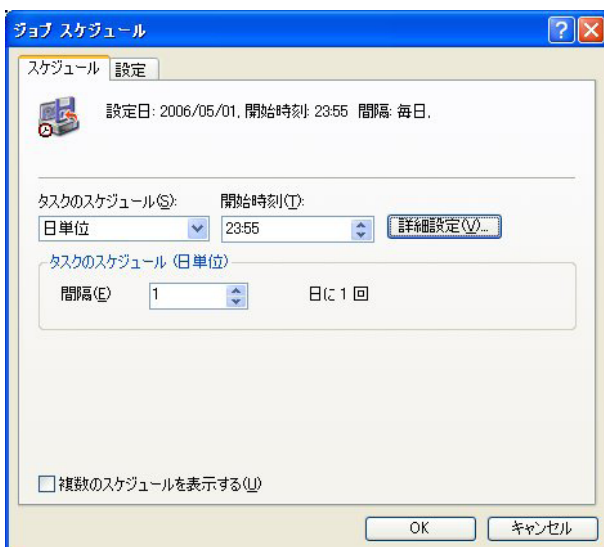 ジョブ スケジュール
スケジュール 設定
設定日: 2006/05/01, 開始時刻: 23:55 間隔: 毎日,
タスクのスケジュール(S): 開始時刻(T):
日単位 23:55 詳細設定(V)...
タスクのスケジュール (日単位)
間隔(E) 1 日に 1 回
複数のスケジュールを表示する(U)
OK キャンセル